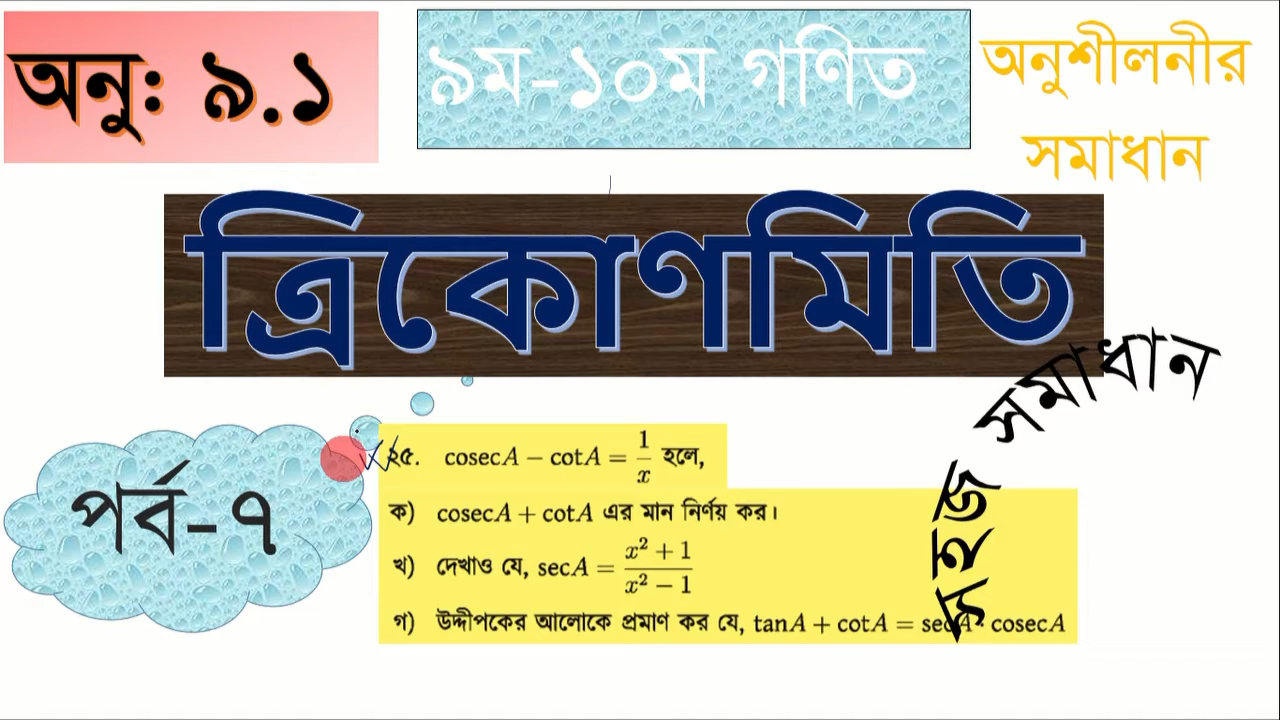 অনুঃ ৯.১
৯ম-১০ম গণিত
অনুশীলনীর
সমাধান
ত্রিকোণমিতি
সহজ সমাধান
পর্ব-৭
২৫. cosecA − cotA = 1/x হলে,
ক) cosecA + cotA এর মান নির্ণয় কর।
খ) দেখাও যে, secA = (x² + 1)/(x² − 1)
গ) উদ্দীপকের আলোকে প্রমাণ কর যে, tanA + cotA = secA · cosecA